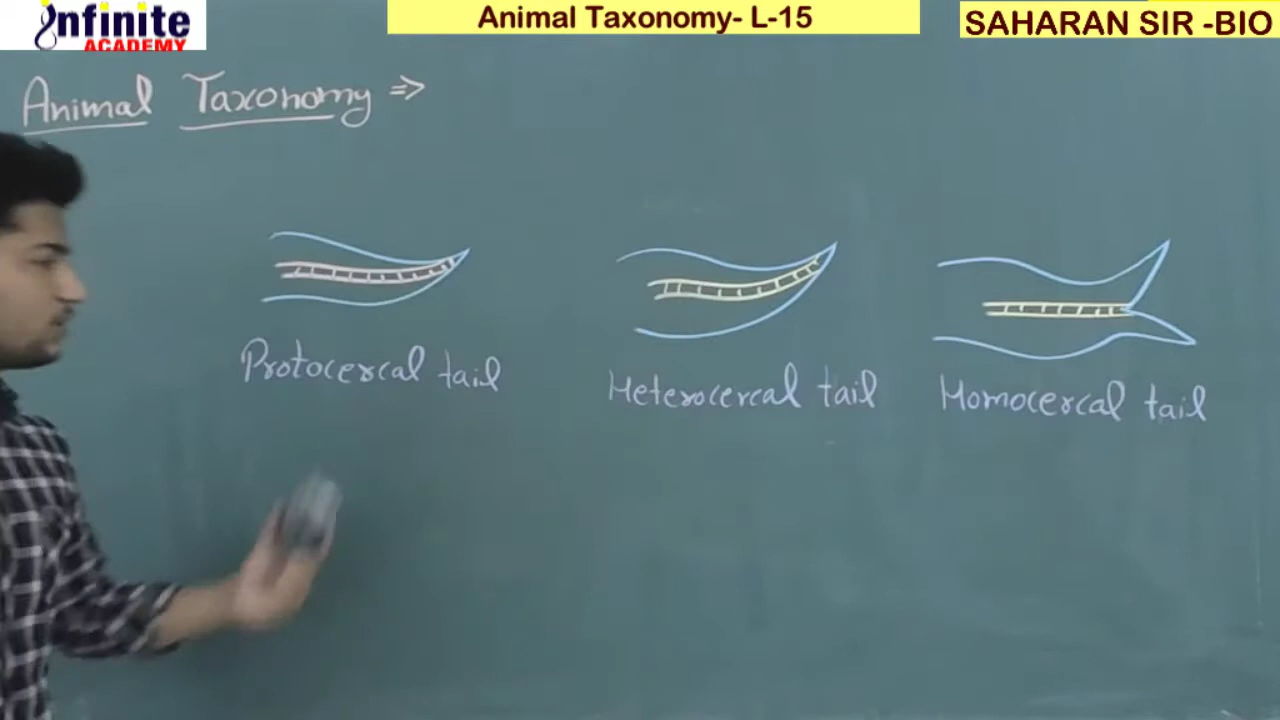 infinite
ACADEMY
Animal Taxonomy- L-15
SAHARAN SIR -BIO
Animal Taxonomy ⇒
Protocercal tail
Heterocercal tail
Homocercal tail